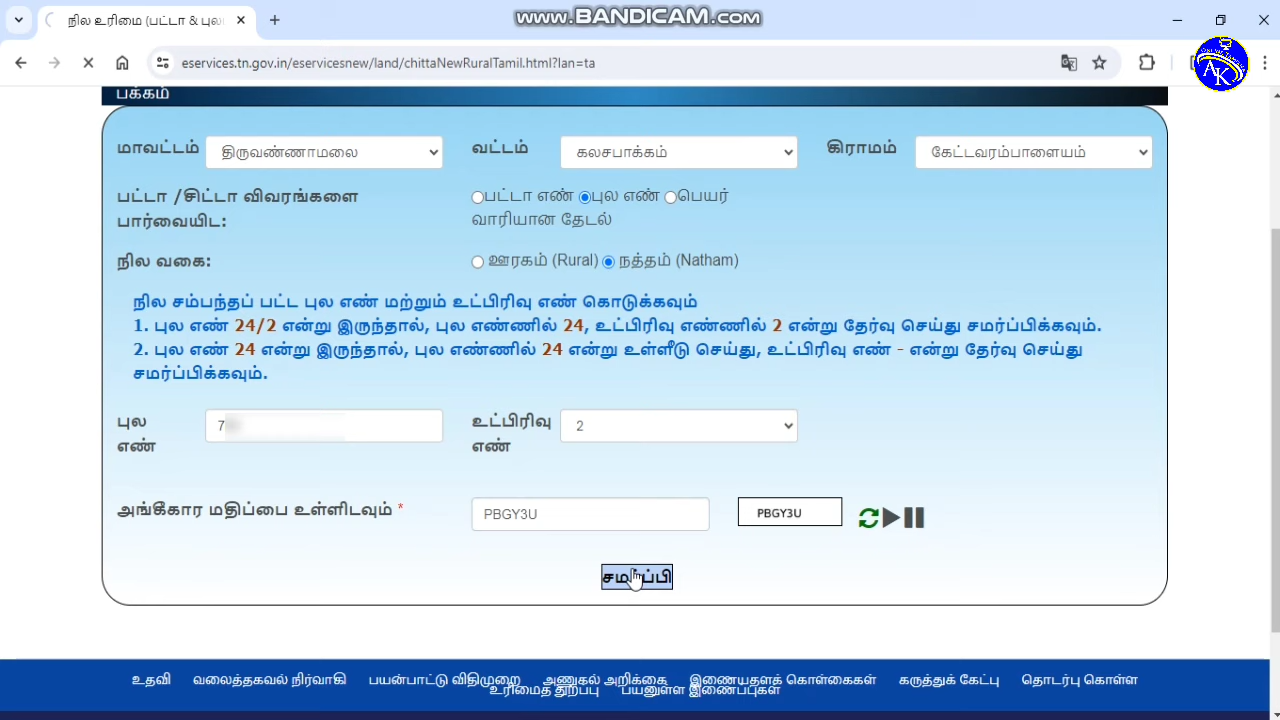 www.BANDICAM.com
நில உரிமை (பட்டா & புல
eservices.tn.gov.in/eservicesnew/land/chittaNewRuralTamil.html?lan=ta
AK
பக்கம்
மாவட்டம் திருவண்ணாமலை வட்டம் கலசபாக்கம் கிராமம் கேட்டவரம்பாளையம்
பட்டா /சிட்டா விவரங்களை பார்வையிட:
பட்டா எண் புல எண் பெயர்
வாரியான தேடல்
நில வகை: ஊரகம் (Rural) நத்தம் (Natham)
நில சம்பந்தப் பட்ட புல எண் மற்றும் உட்பிரிவு எண் கொடுக்கவும்
1. புல எண் 24/2 என்று இருந்தால், புல எண்ணில் 24, உட்பிரிவு எண்ணில் 2 என்று தேர்வு செய்து சமர்ப்பிக்கவும்.
2. புல எண் 24 என்று இருந்தால், புல எண்ணில் 24 என்று உள்ளீடு செய்து, உட்பிரிவு எண் - என்று தேர்வு செய்து
சமர்ப்பிக்கவும்.
புல எண் 7 உட்பிரிவு எண் 2
அங்கீகார மதிப்பை உள்ளிடவும் * PBGY3U PBGY3U
சமர்ப்பி
உதவி வலைத்தகவல் நிர்வாகி பயன்பாட்டு விதிமுறை அணுகல் அறிக்கை இணையதளக் கொள்கைகள் கருத்துக் கேட்பு தொடர்பு கொள்ள
உரிமைத் துறப்பு பயனுள்ள இணைப்புகள்